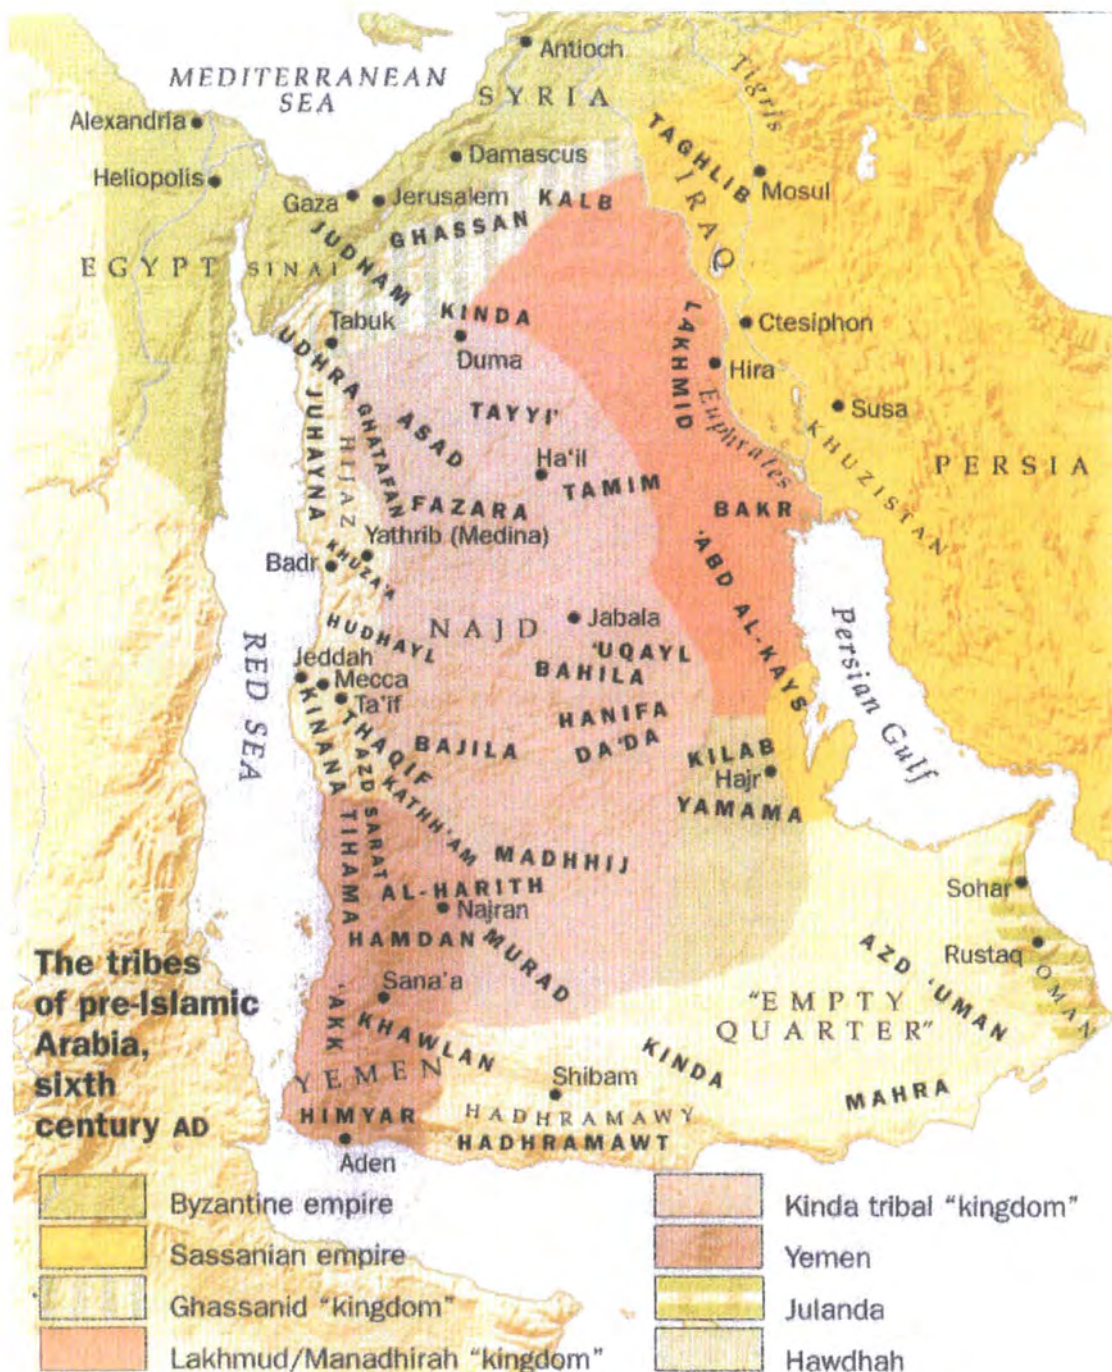 Antioch
MEDITERRANEAN
SEA
SYRIA
Tigris
Alexandria
TAGHLIB
Damascus
Heliopolis
Mosul
Gaza
Jerusalem
KALB
IRAQ
GHASSAN
JUDHAM
EGYPT
SINAI
Tabuk
KINDA
LAKHMID
Ctesiphon
Duma
Hira
UDHRA
JUHAYNA
HIJAZ
GHATAFAN
ASAD
TAYYI'
Euphrates
Susa
KHUZISTAN
PERSIA
Ha'il
TAMIM
FAZARA
BAKR
Yathrib (Medina)
Badr
KHUZA'A
'ABD AL-KAYS
HUDHAYL
NAJD
Jabala
'UQAYL
BAHILA
Persian Gulf
RED SEA
Jeddah
Mecca
Ta'if
KINANA
THAQIF
HANIFA
DA'DA
BAJILA
AZD SARAT
KATHH'AM
KILAB
Hajr
YAMAMA
TIHAMA
MADHHIJ
AL-HARITH
Najran
Sohar
HAMDAN
MURAD
Rustaq
OMAN
AZD 'UMAN
The tribes
of pre-Islamic
Arabia,
sixth
century AD
Sana'a
'AKK
KHAWLAN
"EMPTY
QUARTER"
KINDA
YEMEN
Shibam
MAHRA
HIMYAR
HADHRAMAWY
HADHRAMAWT
Aden
Byzantine empire
Sassanian empire
Ghassanid "kingdom"
Lakhmud/Manadhirah "kingdom"
Kinda tribal "kingdom"
Yemen
Julanda
Hawdhah